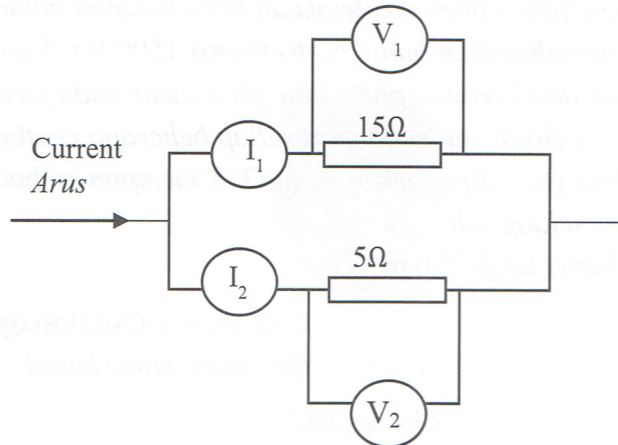 V₁
15Ω
Current
I₁
Arus
5Ω
I₂
V₂